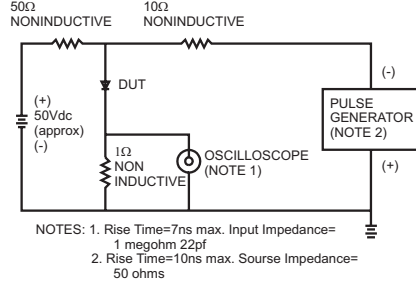 50Ω
NONINDUCTIVE
10Ω
NONINDUCTIVE
DUT
(+)
50Vdc
(approx)
(-)
1Ω
NON
INDUCTIVE
OSCILLOSCOPE
(NOTE 1)
(-)
PULSE
GENERATOR
(NOTE 2)
(+)
NOTES: 1. Rise Time=7ns max. Input Impedance=
1 megohm 22pf
2. Rise Time=10ns max. Sourse Impedance=
50 ohms